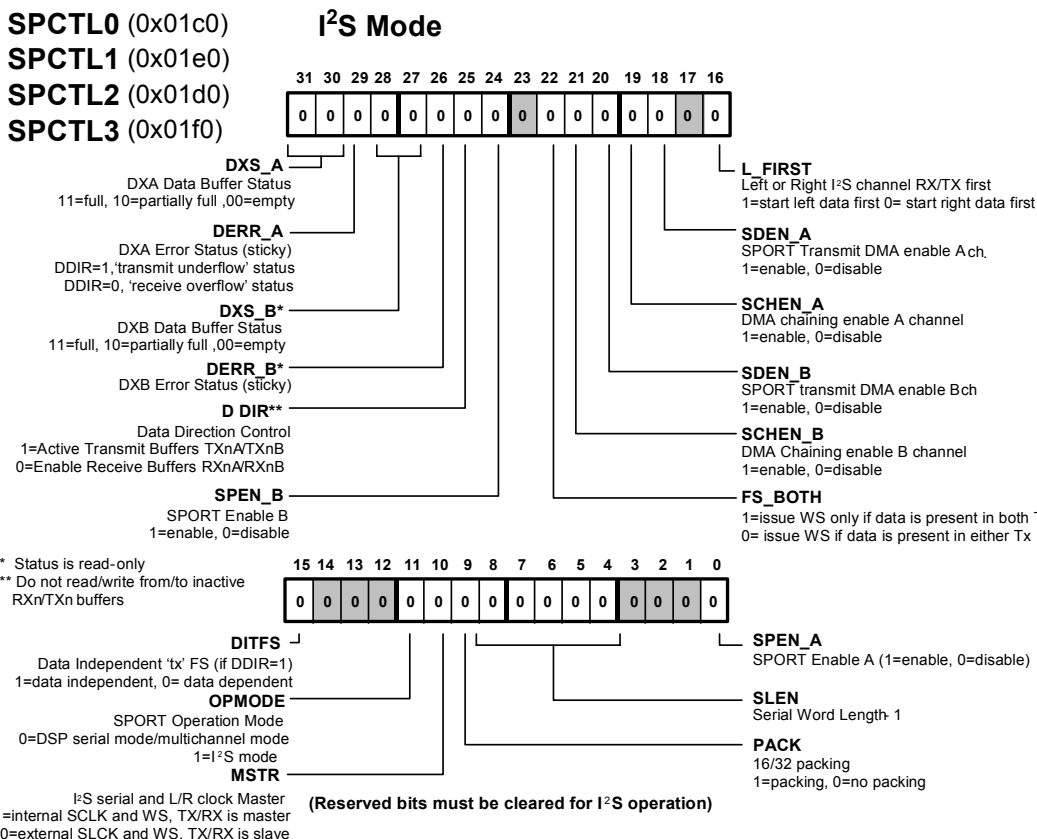 SPCTL0 (0x01c0)
SPCTL1 (0x01e0)
SPCTL2 (0x01d0)
SPCTL3 (0x01f0)
I²S Mode
31 30 29 28 27 26 25 24 23 22 21 20 19 18 17 16
0 0 0 0 0 0 0 0 0 0 0 0 0 0 0 0
DXS_A
DXA Data Buffer Status
11=full, 10=partially full ,00=empty
DERR_A
DXA Error Status (sticky)
DDIR=1,'transmit underflow' status
DDIR=0, 'receive overflow' status
DXS_B*
DXB Data Buffer Status
11=full, 10=partially full ,00=empty
DERR_B*
DXB Error Status (sticky)
D DIR**
Data Direction Control
1=Active Transmit Buffers TXnA/TXnB
0=Enable Receive Buffers RXnA/RXnB
SPEN_B
SPORT Enable B
1=enable, 0=disable
L_FIRST
Left or Right I²S channel RX/TX first
1=start left data first 0= start right data first
SDEN_A
SPORT Transmit DMA enable A ch.
1=enable, 0=disable
SCHEN_A
DMA chaining enable A channel
1=enable, 0=disable
SDEN_B
SPORT transmit DMA enable Bch
1=enable, 0=disable
SCHEN_B
DMA Chaining enable B channel
1=enable, 0=disable
FS_BOTH
1=issue WS only if data is present in both
0= issue WS if data is present in either Tx
* Status is read-only
** Do not read/write from/to inactive
RXn/TXn buffers
15 14 13 12 11 10 9 8 7 6 5 4 3 2 1 0
0 0 0 0 0 0 0 0 0 0 0 0 0 0 0 0
DITFS
Data Independent 'tx' FS (if DDIR=1)
1=data independent, 0= data dependent
OPMODE
SPORT Operation Mode
0=DSP serial mode/multichannel mode
1=I²S mode
MSTR
I²S serial and L/R clock Master
=internal SCLK and WS, TX/RX is master
0=external SLCK and WS, TX/RX is slave
SPEN_A
SPORT Enable A (1=enable, 0=disable)
SLEN
Serial Word Length- 1
PACK
16/32 packing
1=packing, 0=no packing
(Reserved bits must be cleared for I²S operation)